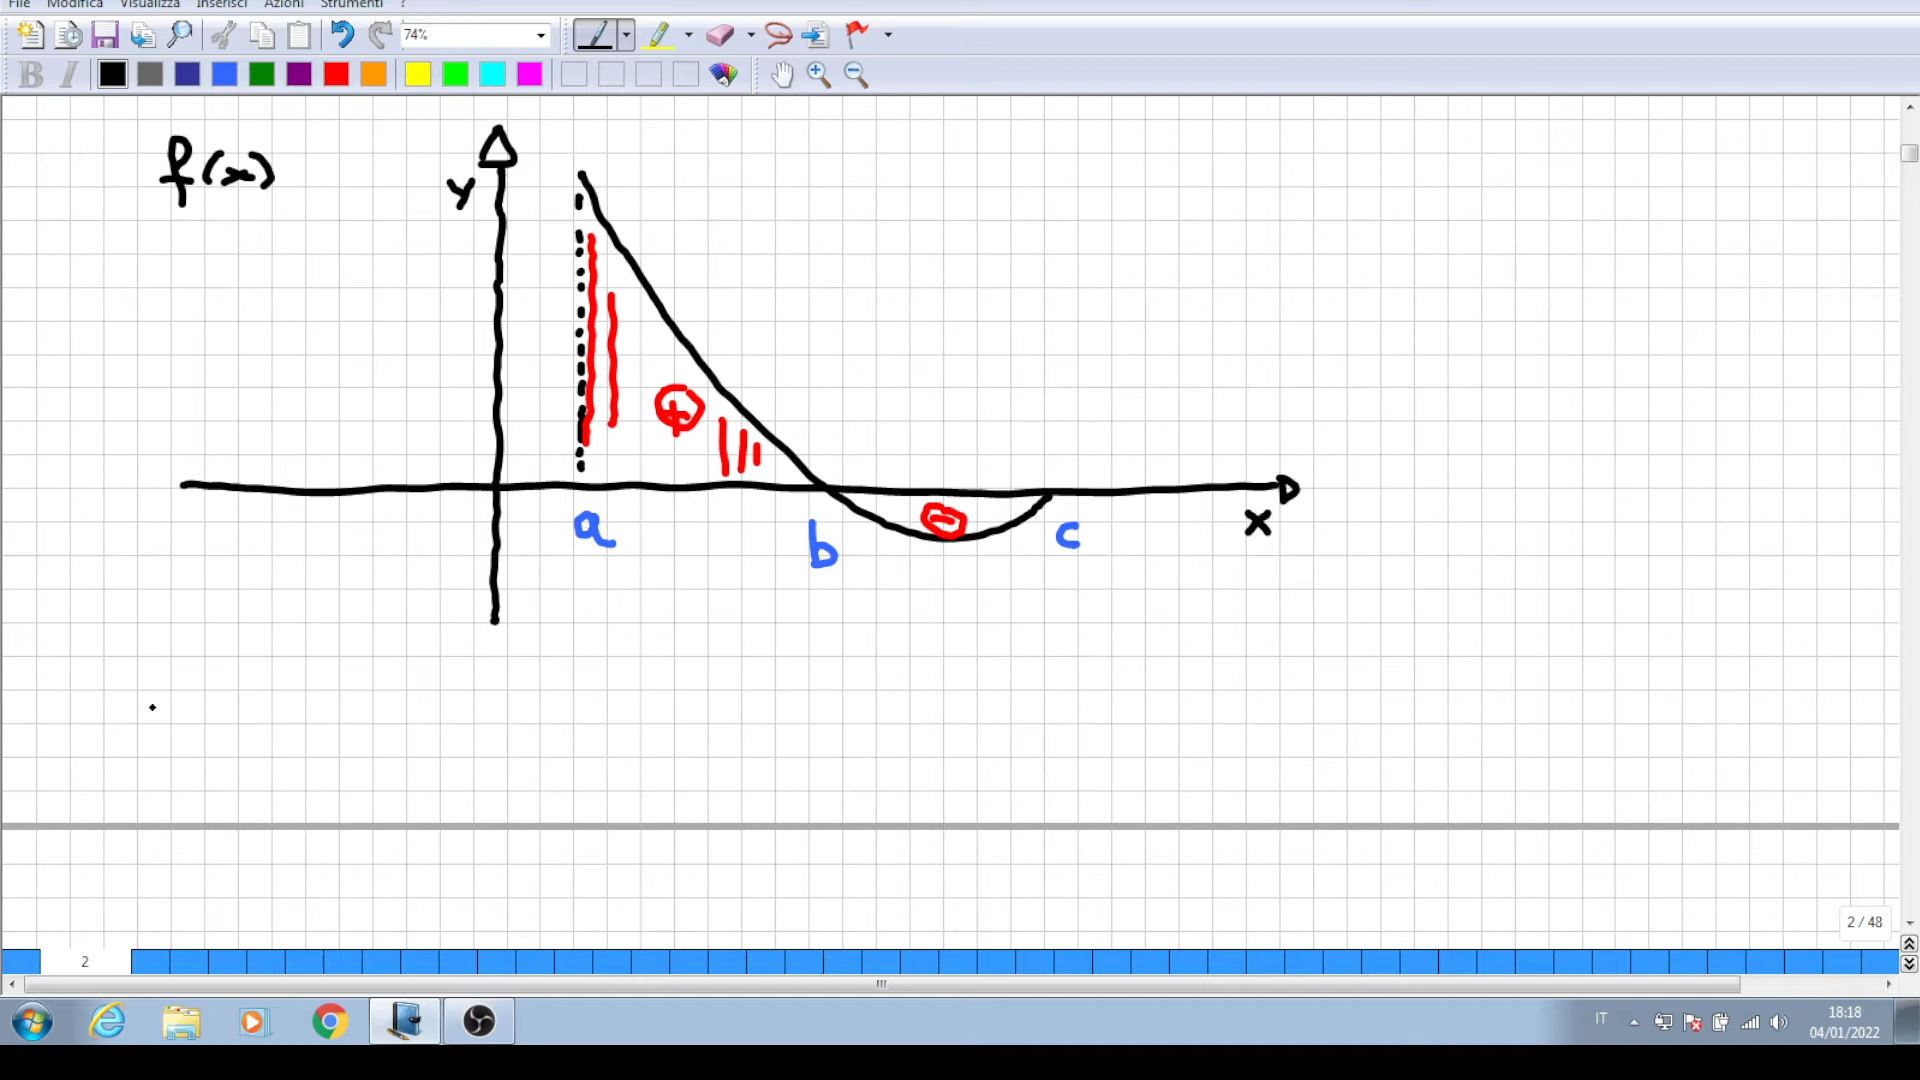 File Modifica Visualizza Inserisci Azioni Strumenti ?
74%
B I
f(x)
y
+
a
b
−
c
x
2 / 48
2
IT
18:18
04/01/2022